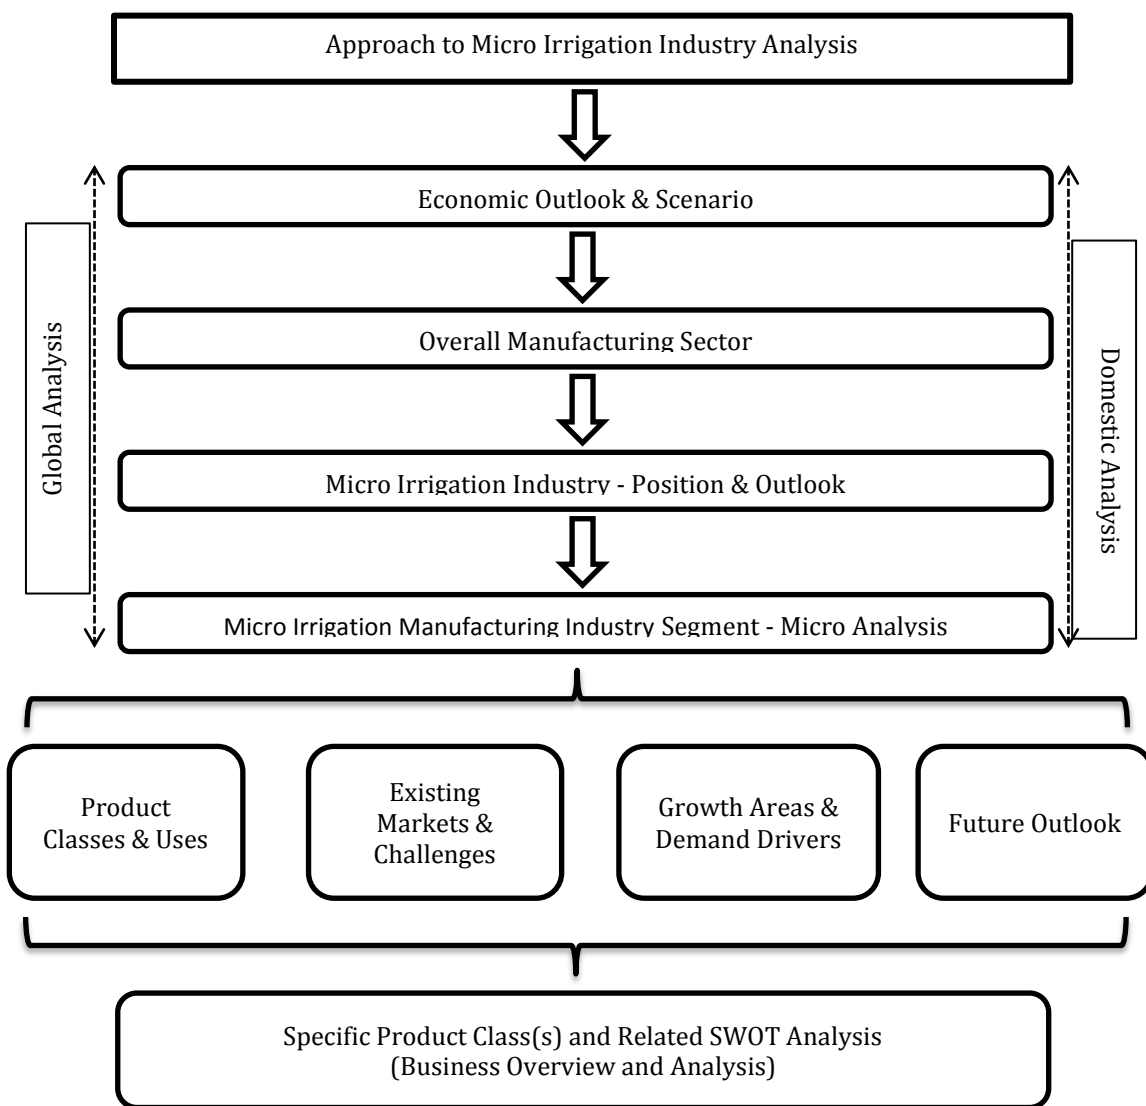 Approach to Micro Irrigation Industry Analysis
Economic Outlook & Scenario
Global Analysis
Domestic Analysis
Overall Manufacturing Sector
Micro Irrigation Industry - Position & Outlook
Micro Irrigation Manufacturing Industry Segment - Micro Analysis
Product
Classes & Uses
Existing
Markets &
Challenges
Growth Areas &
Demand Drivers
Future Outlook
Specific Product Class(s) and Related SWOT Analysis
(Business Overview and Analysis)